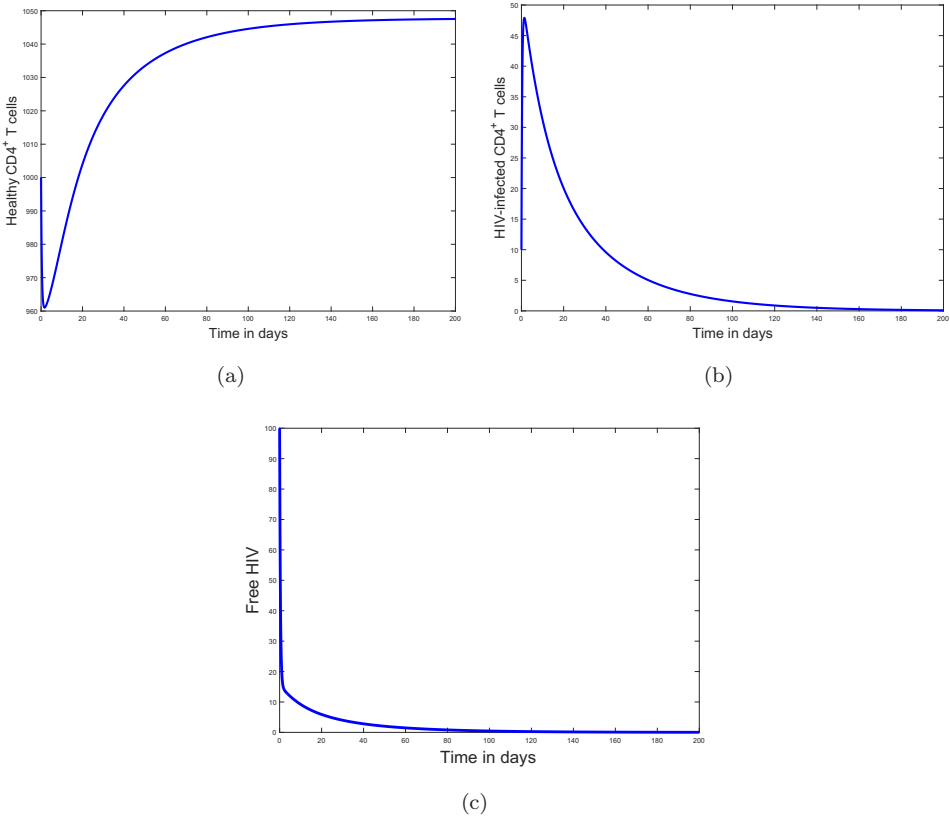 1050
1040
1030
1020
1010
1000
990
980
970
960
Healthy CD4+ T cells
0 20 40 60 80 100 120 140 160 180 200
Time in days
(a)
50
45
40
35
30
25
20
15
10
5
0
HIV-infected CD4+ T cells
0 20 40 60 80 100 120 140 160 180 200
Time in days
(b)
100
90
80
70
60
50
40
30
20
10
0
Free HIV
0 20 40 60 80 100 120 140 160 180 200
Time in days
(c)